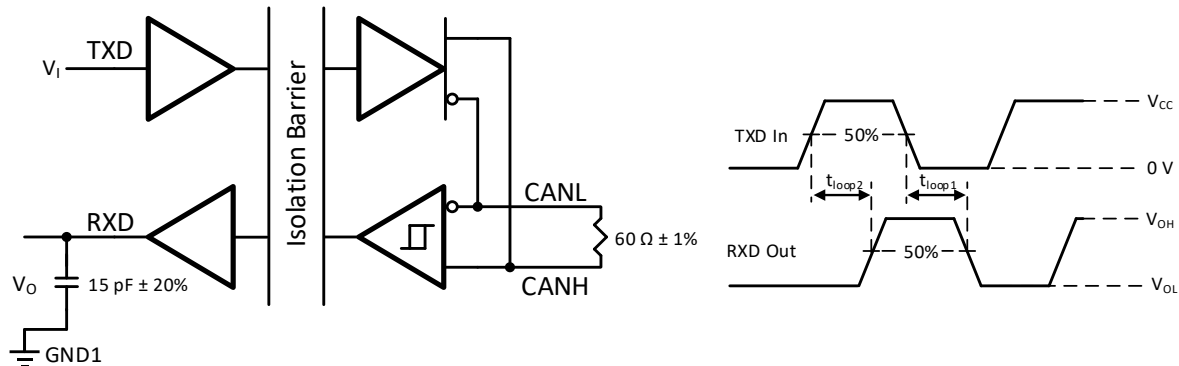 TXD
V_I
Isolation Barrier
RXD
V_O
15 pF ± 20%
GND1
CANL
60 Ω ± 1%
CANH
TXD In
50%
V_CC
0 V
t_loop2
t_loop1
RXD Out
50%
V_OH
V_OL